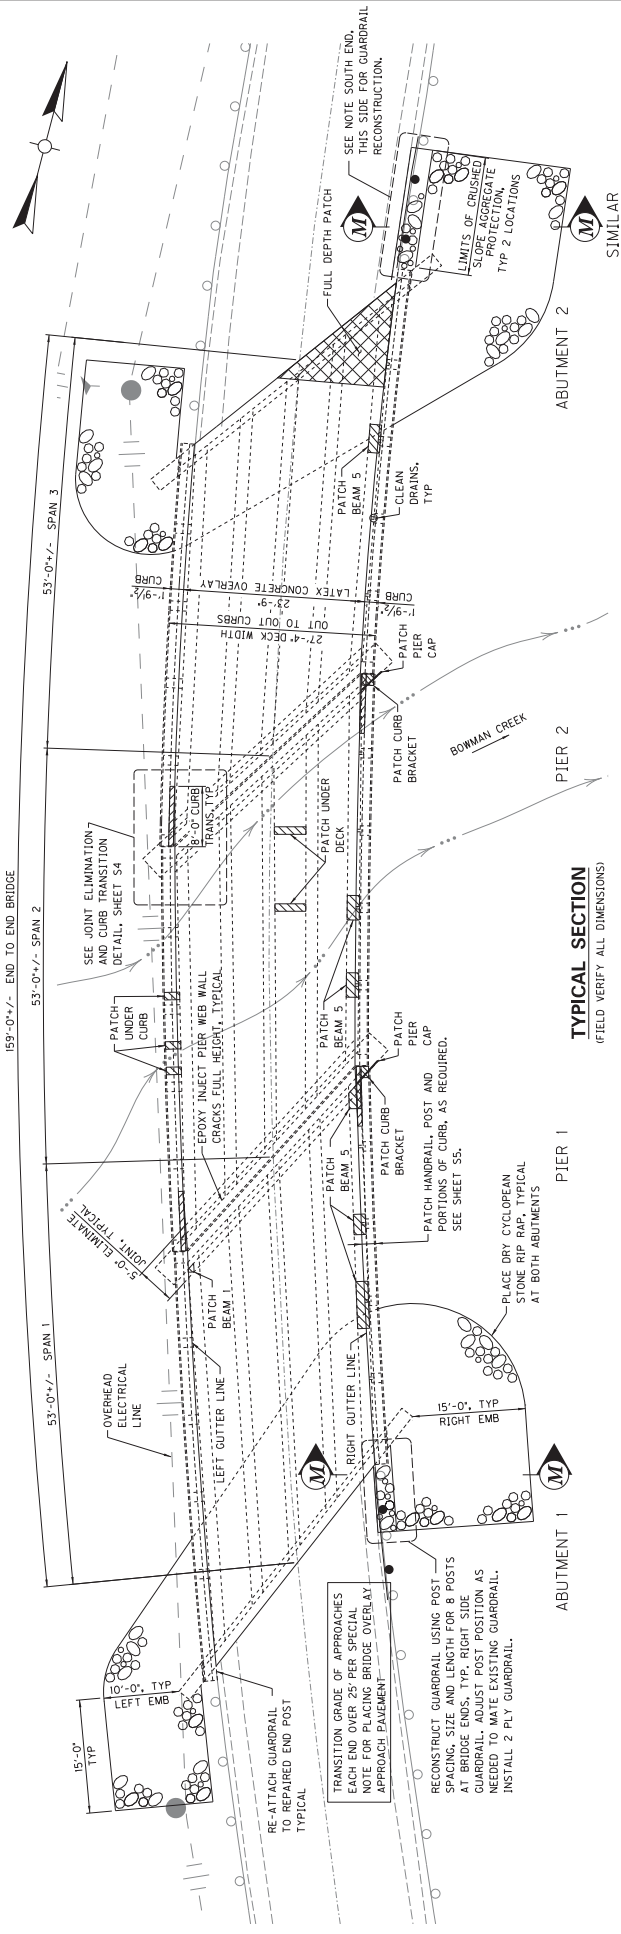 159'-0"+/- END TO END BRIDGE
53'-0"+/- SPAN 1
53'-0"+/- SPAN 2
53'-0"+/- SPAN 3
15'-0"
TYP
10'-0", TYP
LEFT EMB
OVERHEAD
ELECTRICAL
LINE
5'-0" ELIMINATE
JOINT, TYPICAL
PATCH
UNDER
CURB
SEE JOINT ELIMINATION
AND CURB TRANSITION
DETAIL, SHEET S4
8'-0" CURB
TRANS, TYP
EPOXY INJECT PIER WEB WALL
CRACKS FULL HEIGHT, TYPICAL
PATCH
BEAM 1
LEFT GUTTER LINE
RIGHT GUTTER LINE
PATCH
BEAM 5
PATCH
BEAM 5
PATCH UNDER
DECK
1'-9½"
CURB
23'-9"
LATEX CONCRETE OVERLAY
1'-9½"
CURB
27'-4" DECK WIDTH
OUT TO OUT CURBS
PATCH
BEAM 5
CLEAN
DRAINS,
TYP
FULL DEPTH PATCH
SEE NOTE SOUTH END,
THIS SIDE FOR GUARDRAIL
RECONSTRUCTION.
LIMITS OF CRUSHED
SLOPE AGGREGATE
PROTECTION,
TYP 2 LOCATIONS
M
M
SIMILAR
RE-ATTACH GUARDRAIL
TO REPAIRED END POST
TYPICAL
TRANSITION GRADE OF APPROACHES
EACH END OVER 25' PER SPECIAL
NOTE FOR PLACING BRIDGE OVERLAY
APPROACH PAVEMENT
RECONSTRUCT GUARDRAIL USING POST
SPACING, SIZE AND LENGTH FOR 8 POSTS
AT BRIDGE ENDS, TYP, RIGHT SIDE
GUARDRAIL. ADJUST POST POSITION AS
NEEDED TO MATE EXISTING GUARDRAIL.
INSTALL 2 PLY GUARDRAIL.
M
M
15'-0", TYP
RIGHT EMB
PLACE DRY CYCLOPEAN
STONE RIP RAP, TYPICAL
AT BOTH ABUTMENTS
PATCH HANDRAIL, POST AND
PORTIONS OF CURB, AS REQUIRED.
SEE SHEET S5.
PATCH CURB
BRACKET
PATCH
PIER
CAP
PATCH CURB
BRACKET
PATCH
PIER
CAP
BOWMAN CREEK
ABUTMENT 1
PIER 1
PIER 2
ABUTMENT 2
TYPICAL SECTION
(FIELD VERIFY ALL DIMENSIONS)